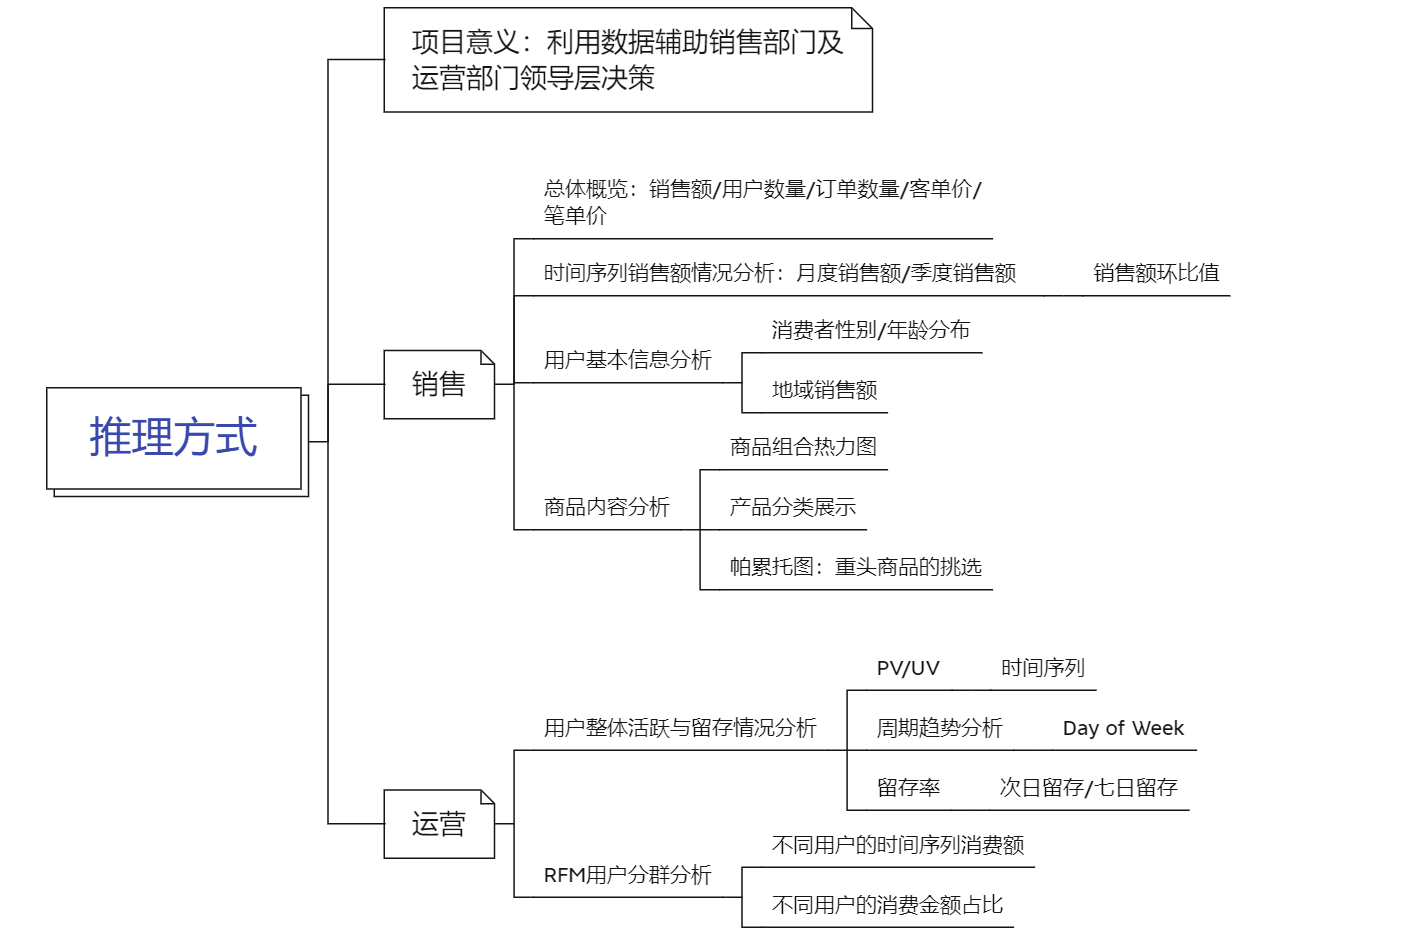 项目意义：利用数据辅助销售部门及
运营部门领导层决策
总体概览：销售额/用户数量/订单数量/客单价/
笔单价
时间序列销售额情况分析：月度销售额/季度销售额
销售额环比值
消费者性别/年龄分布
用户基本信息分析
销售
地域销售额
推理方式
商品组合热力图
商品内容分析
产品分类展示
帕累托图：重头商品的挑选
PV/UV
时间序列
用户整体活跃与留存情况分析
周期趋势分析
Day of Week
留存率
次日留存/七日留存
运营
不同用户的时间序列消费额
RFM用户分群分析
不同用户的消费金额占比